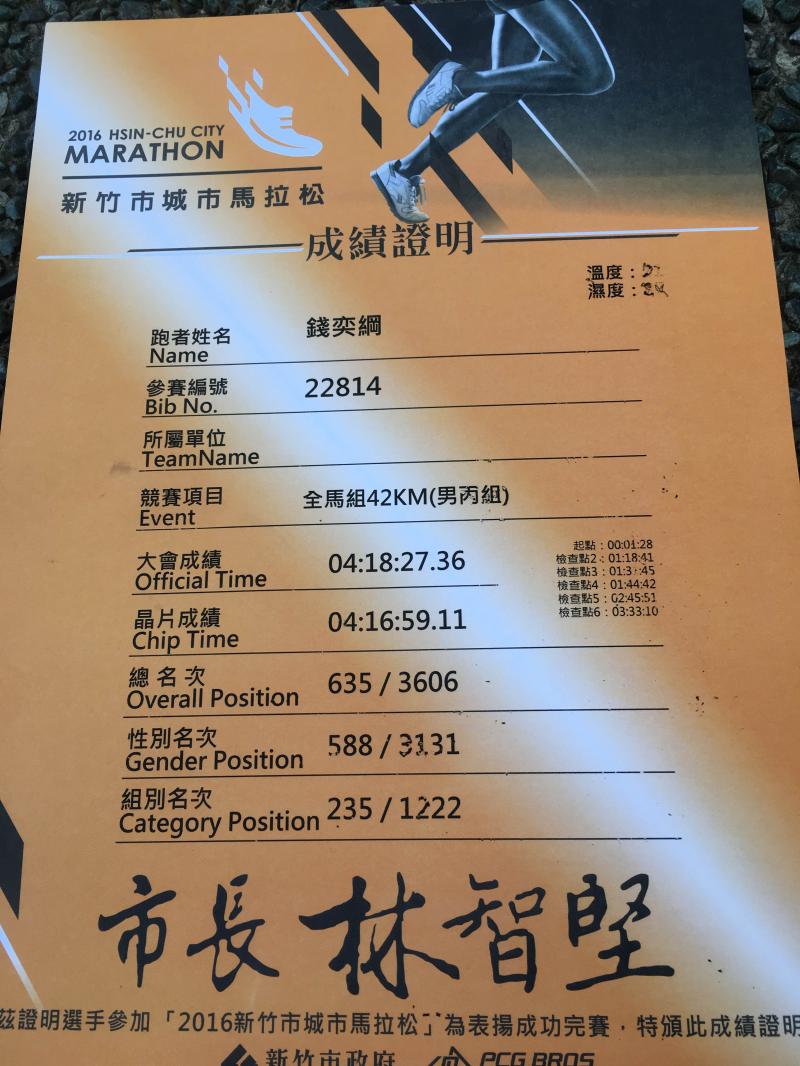 2016 HSIN-CHU CITY
MARATHON
新竹市城市馬拉松
成績證明
溫度：
濕度：
跑者姓名 錢奕綱
Name
參賽編號 22814
Bib No.
所屬單位
TeamName
競賽項目 全馬組42KM(男丙組)
Event
大會成績 04:18:27.36
Official Time
起點：00:01:28
檢查點2：01:18:41
檢查點3：
檢查點4：01:44:42
檢查點5：02:45:51
檢查點6：03:33:10
晶片成績 04:16:59.11
Chip Time
總名次 635 / 3606
Overall Position
性別名次 588 / 3131
Gender Position
組別名次 235 / 1222
Category Position
市長 林智堅
茲證明選手參加「2016新竹市城市馬拉松」為表揚成功完賽，特頒此成績證明
新竹市政府 PCG BROS